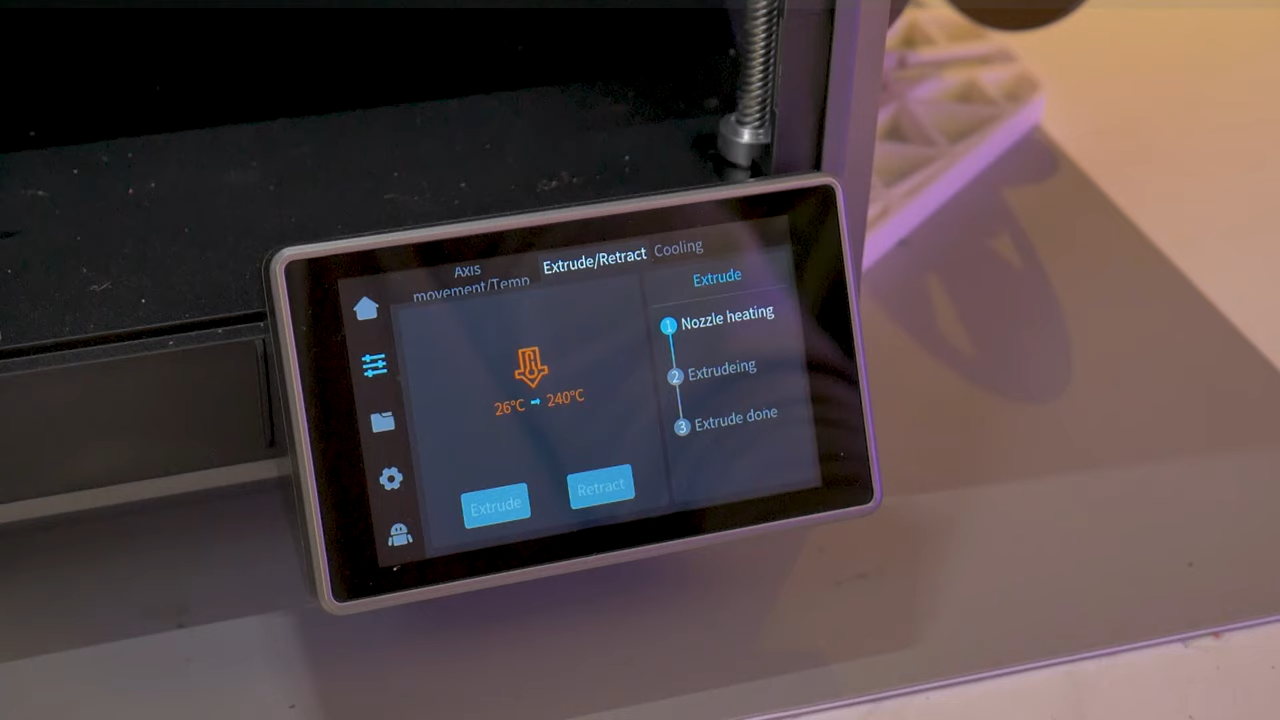 Axis
movement/Temp
Extrude/Retract
Cooling
26°C → 240°C
Extrude
Retract
Extrude
1 Nozzle heating
2 Extrudeing
3 Extrude done